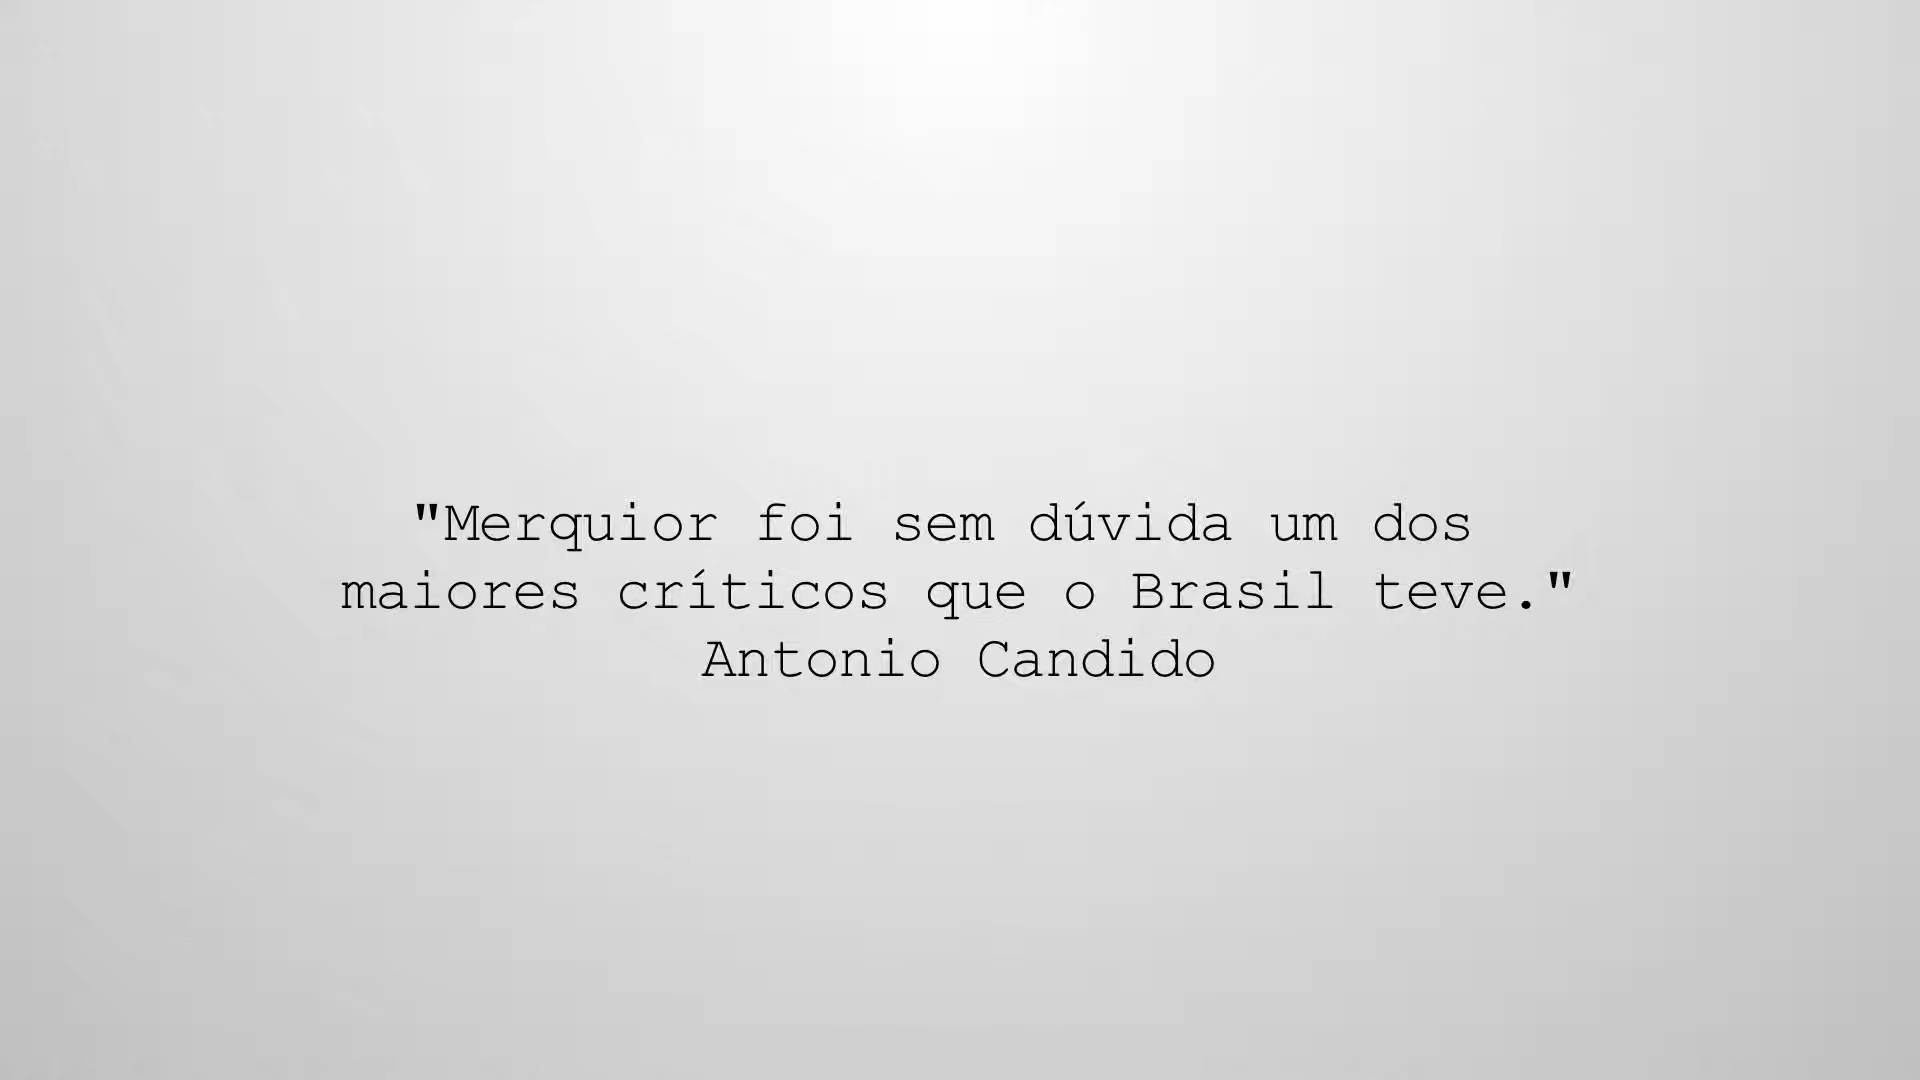 "Merquior foi sem dúvida um dos
maiores críticos que o Brasil teve."
Antonio Candido